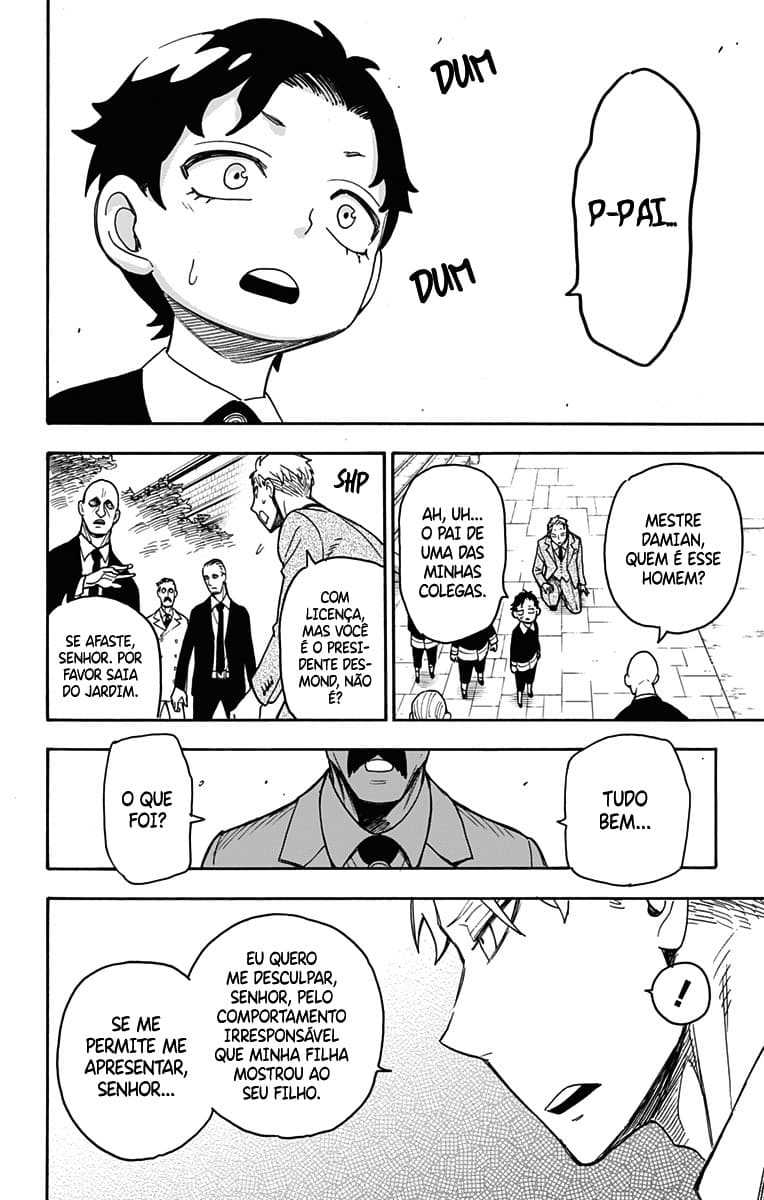 DUM
P-PAI...
DUM
MESTRE
DAMIAN,
QUEM É ESSE
HOMEM?
AH, UH...
O PAI DE
UMA DAS
MINHAS
COLEGAS.
SHP
COM
LICENÇA,
MAS VOCÊ
É O PRESI-
DENTE DES-
MOND, NÃO
É?
SE AFASTE,
SENHOR. POR
FAVOR SAIA
DO JARDIM.
TUDO
BEM...
O QUE
FOI?
!
EU QUERO
ME DESCULPAR,
SENHOR, PELO
COMPORTAMENTO
IRRESPONSÁVEL
QUE MINHA FILHA
MOSTROU AO
SEU FILHO.
SE ME
PERMITE ME
APRESENTAR,
SENHOR...